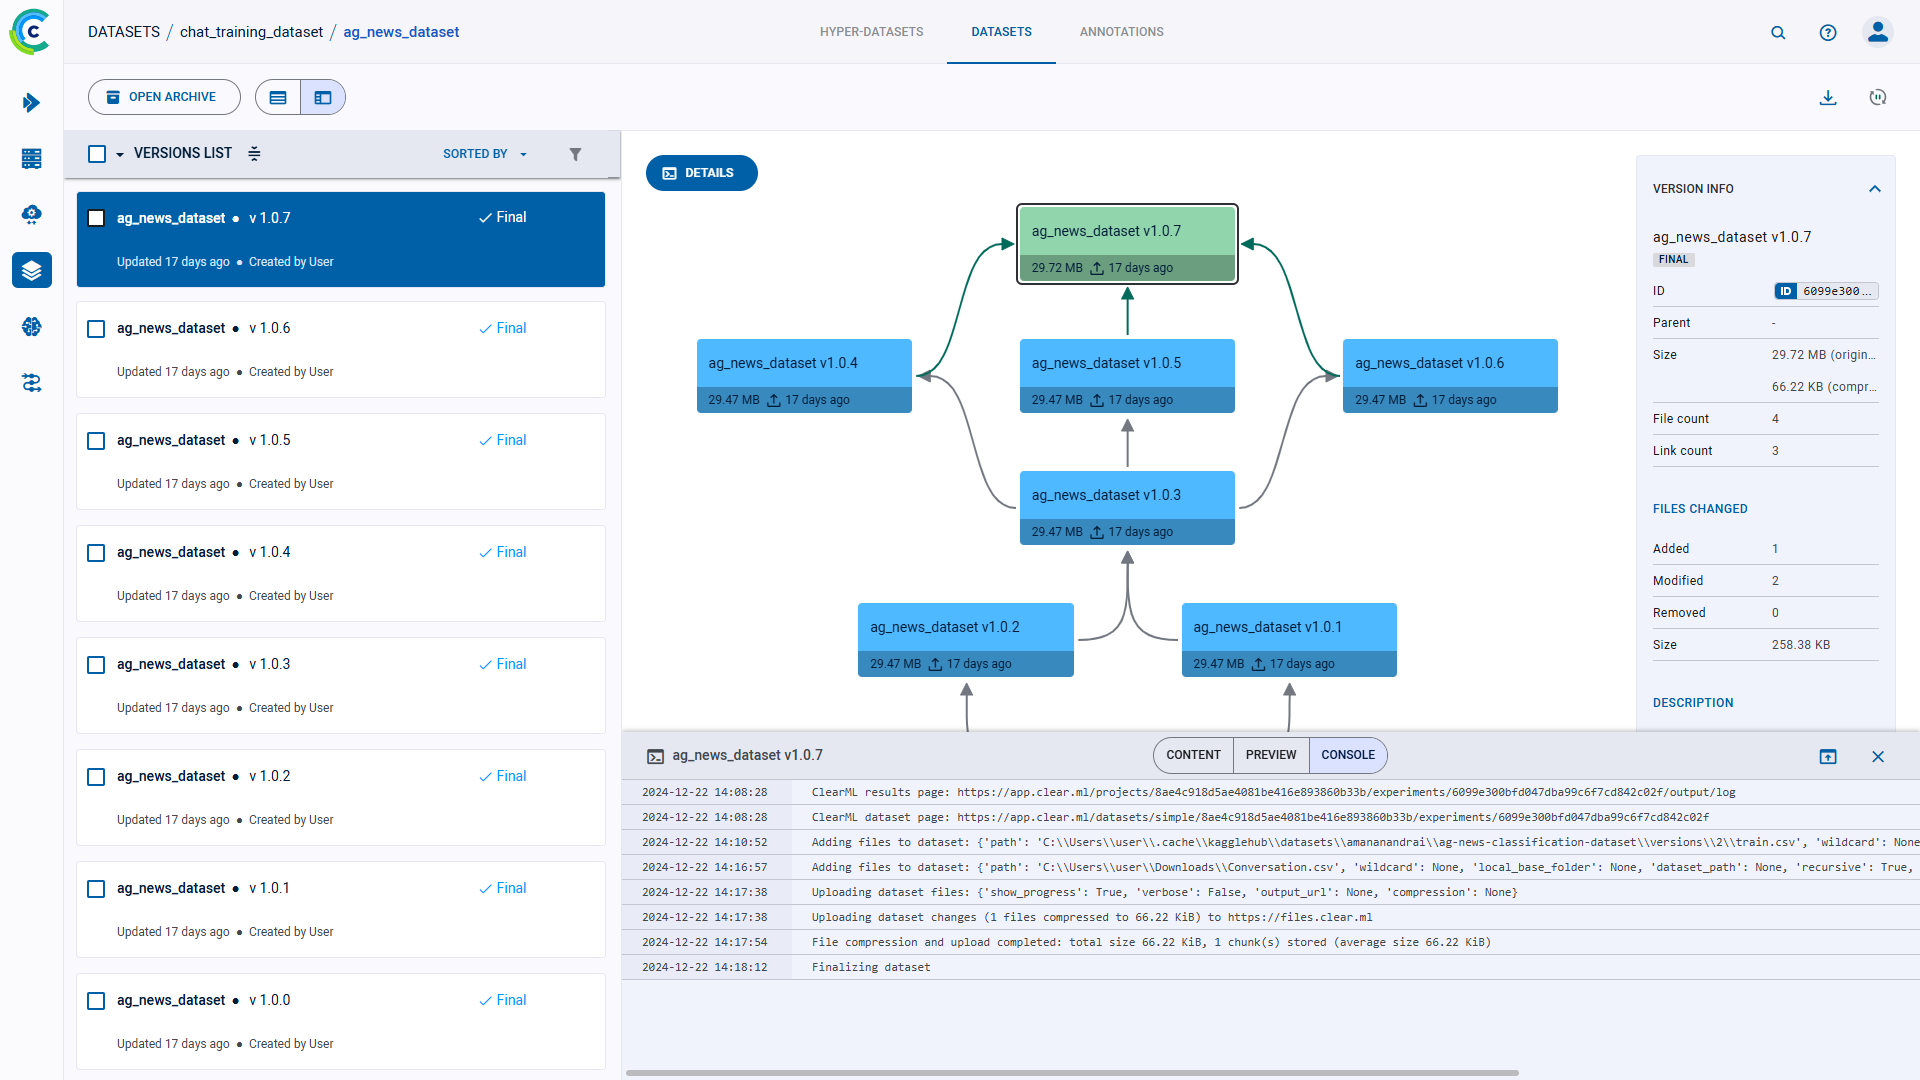 DATASETS / chat_training_dataset / ag_news_dataset
HYPER-DATASETS
DATASETS
ANNOTATIONS
OPEN ARCHIVE
VERSIONS LIST
SORTED BY
ag_news_dataset ● v 1.0.7
Final
Updated 17 days ago ● Created by User
ag_news_dataset ● v 1.0.6
Final
Updated 17 days ago ● Created by User
ag_news_dataset ● v 1.0.5
Final
Updated 17 days ago ● Created by User
ag_news_dataset ● v 1.0.4
Final
Updated 17 days ago ● Created by User
ag_news_dataset ● v 1.0.3
Final
Updated 17 days ago ● Created by User
ag_news_dataset ● v 1.0.2
Final
Updated 17 days ago ● Created by User
ag_news_dataset ● v 1.0.1
Final
Updated 17 days ago ● Created by User
ag_news_dataset ● v 1.0.0
Final
Updated 17 days ago ● Created by User
DETAILS
ag_news_dataset v1.0.7
29.72 MB 17 days ago
ag_news_dataset v1.0.4
29.47 MB 17 days ago
ag_news_dataset v1.0.5
29.47 MB 17 days ago
ag_news_dataset v1.0.6
29.47 MB 17 days ago
ag_news_dataset v1.0.3
29.47 MB 17 days ago
ag_news_dataset v1.0.2
29.47 MB 17 days ago
ag_news_dataset v1.0.1
29.47 MB 17 days ago
VERSION INFO
ag_news_dataset v1.0.7
FINAL
ID ID 6099e300...
Parent -
Size 29.72 MB (origin...
66.22 KB (compr...
File count 4
Link count 3
FILES CHANGED
Added 1
Modified 2
Removed 0
Size 258.38 KB
DESCRIPTION
ag_news_dataset v1.0.7
CONTENT
PREVIEW
CONSOLE
2024-12-22 14:08:28 ClearML results page: https://app.clear.ml/projects/8ae4c918d5ae4081be416e893860b33b/experiments/6099e300bfd047dba99c6f7cd842c02f/output/log
2024-12-22 14:08:28 ClearML dataset page: https://app.clear.ml/datasets/simple/8ae4c918d5ae4081be416e893860b33b/experiments/6099e300bfd047dba99c6f7cd842c02f
2024-12-22 14:10:52 Adding files to dataset: {'path': 'C:\\Users\\user\\.cache\\kagglehub\\datasets\\amananandrai\\ag-news-classification-dataset\\versions\\2\\train.csv', 'wildcard': None
2024-12-22 14:16:57 Adding files to dataset: {'path': 'C:\\Users\\user\\Downloads\\Conversation.csv', 'wildcard': None, 'local_base_folder': None, 'dataset_path': None, 'recursive': True,
2024-12-22 14:17:38 Uploading dataset files: {'show_progress': True, 'verbose': False, 'output_url': None, 'compression': None}
2024-12-22 14:17:38 Uploading dataset changes (1 files compressed to 66.22 KiB) to https://files.clear.ml
2024-12-22 14:17:54 File compression and upload completed: total size 66.22 KiB, 1 chunk(s) stored (average size 66.22 KiB)
2024-12-22 14:18:12 Finalizing dataset